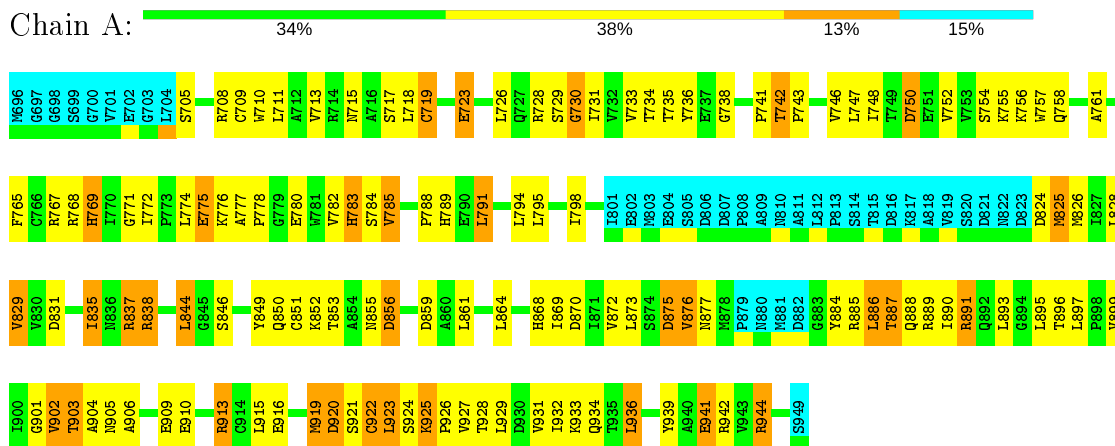 Chain A:
34% 38% 13% 15%
M696 G697 G698 S699 G700 V701 E702 G703 L704 S705 R708 C709 W710 L711 A712 V713 R714 N715 A716 S717 L718 C719 E723 L726 Q727 R728 S729 G730 I731 V732 V733 T734 T735 Y736 E737 G738 P741 T742 P743 V746 L747 I748 T749 D750 E751 V752 V753 S754 K755 K756 W757 Q758 A761
F765 C766 R767 R768 H769 I770 G771 I772 P773 L774 E775 K776 A777 P778 G779 E780 W781 V782 H783 S784 V785 P788 H789 E790 L791 L794 L795 I798 I801 E802 M803 E804 S805 D806 D807 P808 A809 N810 A811 L812 P813 S814 T815 D816 K817 A818 V819 S820 D821 N822 D823 D824 M825 M826 I827
V829 V830 D831 I835 N836 R837 R838 L844 G845 S846 Y849 Q850 C851 K852 T853 A854 N855 D856 D859 A860 L861 L864 H868 I869 D870 I871 V872 L873 S874 D875 V876 N877 M878 P879 N880 M881 D882 G883 Y884 R885 L886 T887 Q888 R889 I890 R891 Q892 L893 G894 L895 T896 L897 P898
I900 G901 V902 T903 A904 N905 A906 E909 E910 R913 C914 L915 E916 M919 D920 S921 C922 L923 S924 K925 P926 V927 T928 L929 D930 V931 I932 K933 Q934 T935 L936 Y939 A940 E941 R942 V943 R944 S949